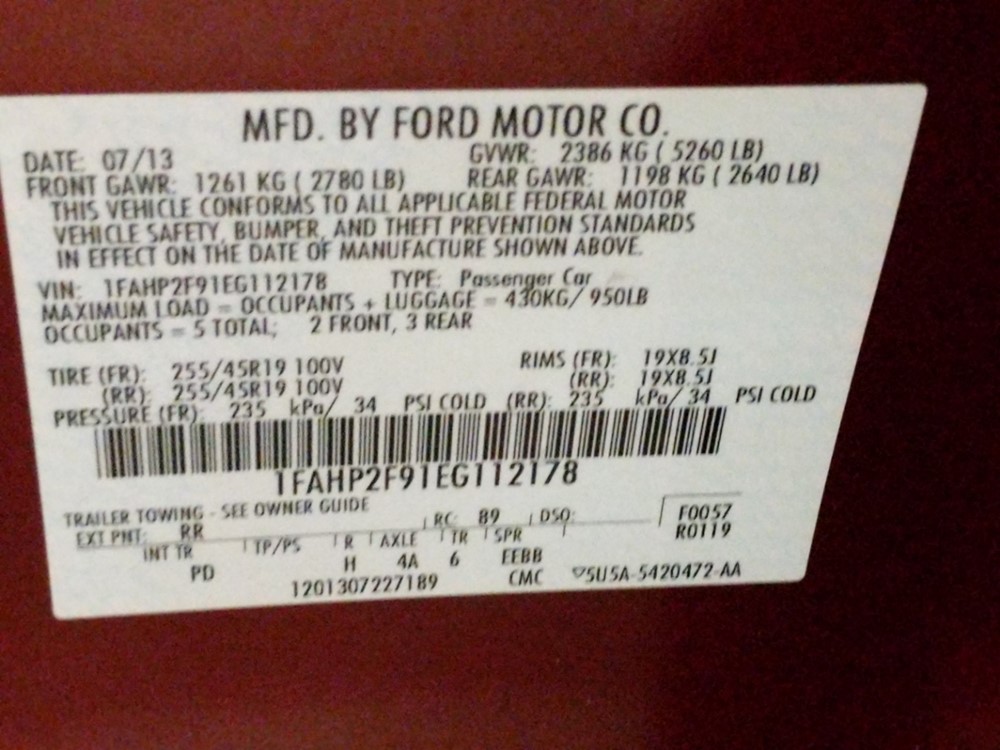 MFD. BY FORD MOTOR CO.
DATE: 07/13 GVWR: 2386 KG ( 5260 LB)
FRONT GAWR: 1261 KG ( 2780 LB) REAR GAWR: 1198 KG ( 2640 LB)
THIS VEHICLE CONFORMS TO ALL APPLICABLE FEDERAL MOTOR
VEHICLE SAFETY, BUMPER, AND THEFT PREVENTION STANDARDS
IN EFFECT ON THE DATE OF MANUFACTURE SHOWN ABOVE.
VIN: 1FAHP2F91EG112178 TYPE: Passenger Car
MAXIMUM LOAD = OCCUPANTS + LUGGAGE = 430KG/ 950LB
OCCUPANTS = 5 TOTAL; 2 FRONT, 3 REAR
TIRE (FR): 255/45R19 100V RIMS (FR): 19X8.5J
(RR): 255/45R19 100V (RR): 19X8.5J
PRESSURE (FR): 235 kPa/ 34 PSI COLD (RR): 235 kPa/ 34 PSI COLD
1FAHP2F91EG112178
TRAILER TOWING - SEE OWNER GUIDE
EXT PNT: RR RC: 89 DSO: F0057
R0119
INT TR TP/PS R AXLE TR SPR
PD H 4A 6 EEBB
1201307227189 CMC ▽5U5A-5420472-AA